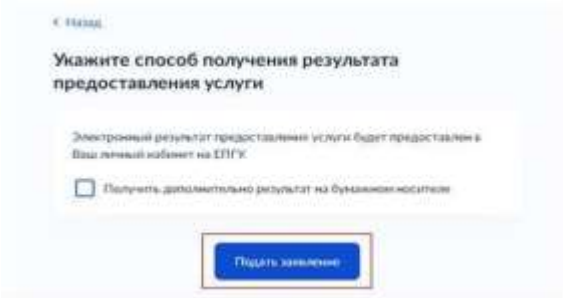 < Назад
Укажите способ получения результата
предоставления услуги
Электронный результат предоставления услуги будет предоставлен в
Ваш личный кабинет на ЕПГУ
Получить дополнительно результат на бумажном носителе
Подать заявление